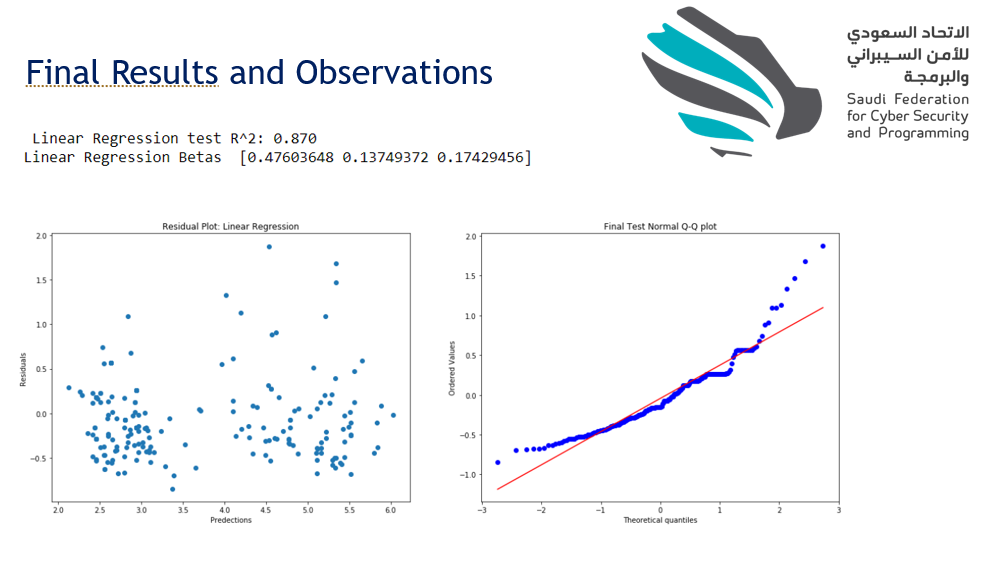 الاتحاد السعودي
للأمن السـيبراني
والبرمجـة
Saudi Federation
for Cyber Security
and Programming
Final Results and Observations
Linear Regression test R^2: 0.870
Linear Regression Betas [0.47603648 0.13749372 0.17429456]
Residual Plot: Linear Regression
2.0
1.5
1.0
0.5
0.0
−0.5
Residuals
2.0 2.5 3.0 3.5 4.0 4.5 5.0 5.5 6.0
Predections
Final Test Normal Q-Q plot
2.0
1.5
1.0
0.5
0.0
−0.5
−1.0
Ordered Values
−3 −2 −1 0 1 2 3
Theoretical quantiles